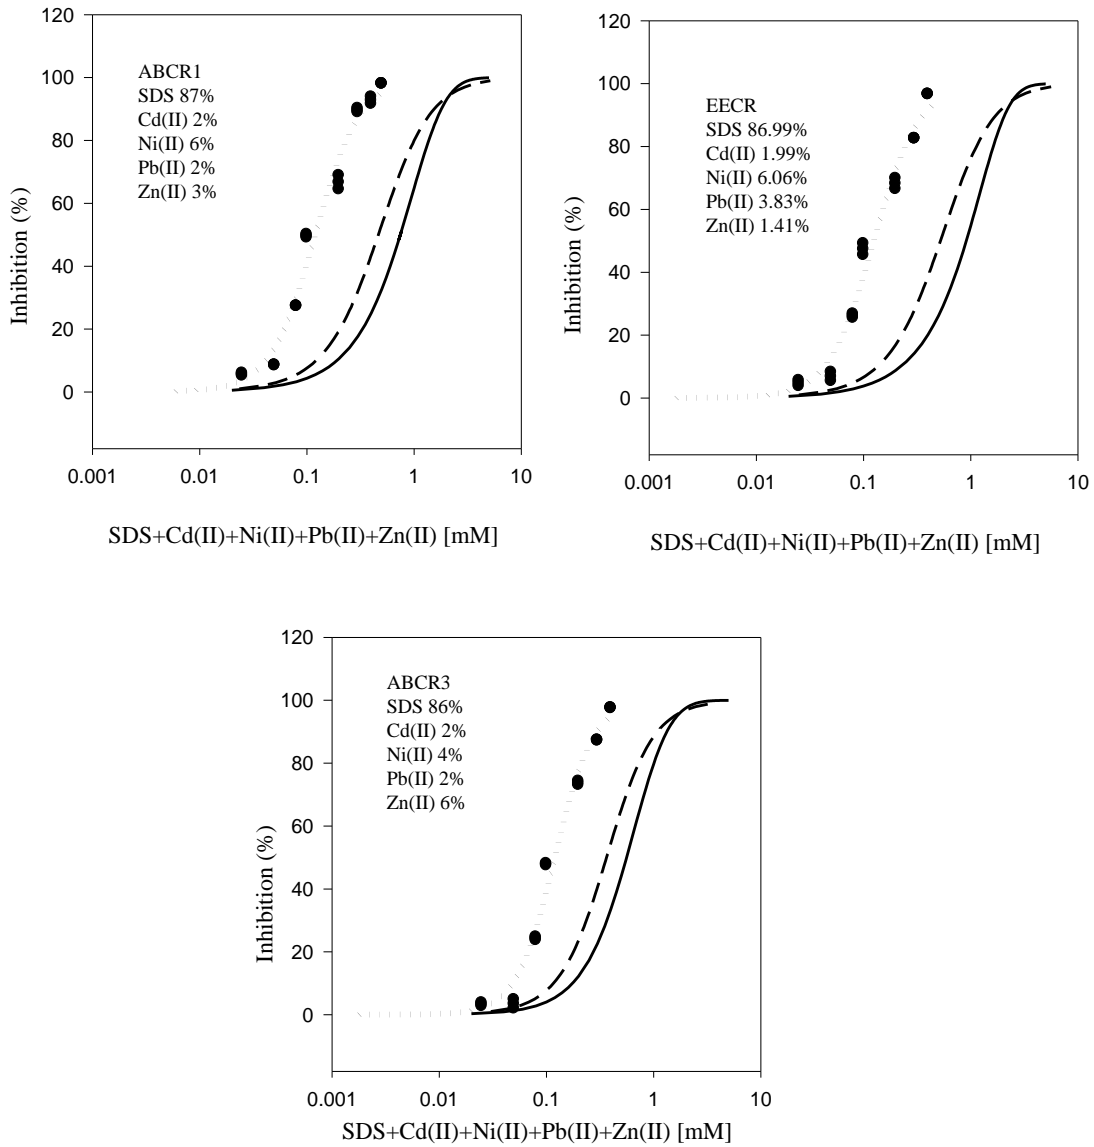 120
100
80
60
40
20
0
Inhibition (%)
ABCR1
SDS 87%
Cd(II) 2%
Ni(II) 6%
Pb(II) 2%
Zn(II) 3%
0.001 0.01 0.1 1 10
SDS+Cd(II)+Ni(II)+Pb(II)+Zn(II) [mM]
120
100
80
60
40
20
0
Inhibition (%)
EECR
SDS 86.99%
Cd(II) 1.99%
Ni(II) 6.06%
Pb(II) 3.83%
Zn(II) 1.41%
0.001 0.01 0.1 1 10
SDS+Cd(II)+Ni(II)+Pb(II)+Zn(II) [mM]
120
100
80
60
40
20
0
Inhibition (%)
ABCR3
SDS 86%
Cd(II) 2%
Ni(II) 4%
Pb(II) 2%
Zn(II) 6%
0.001 0.01 0.1 1 10
SDS+Cd(II)+Ni(II)+Pb(II)+Zn(II) [mM]